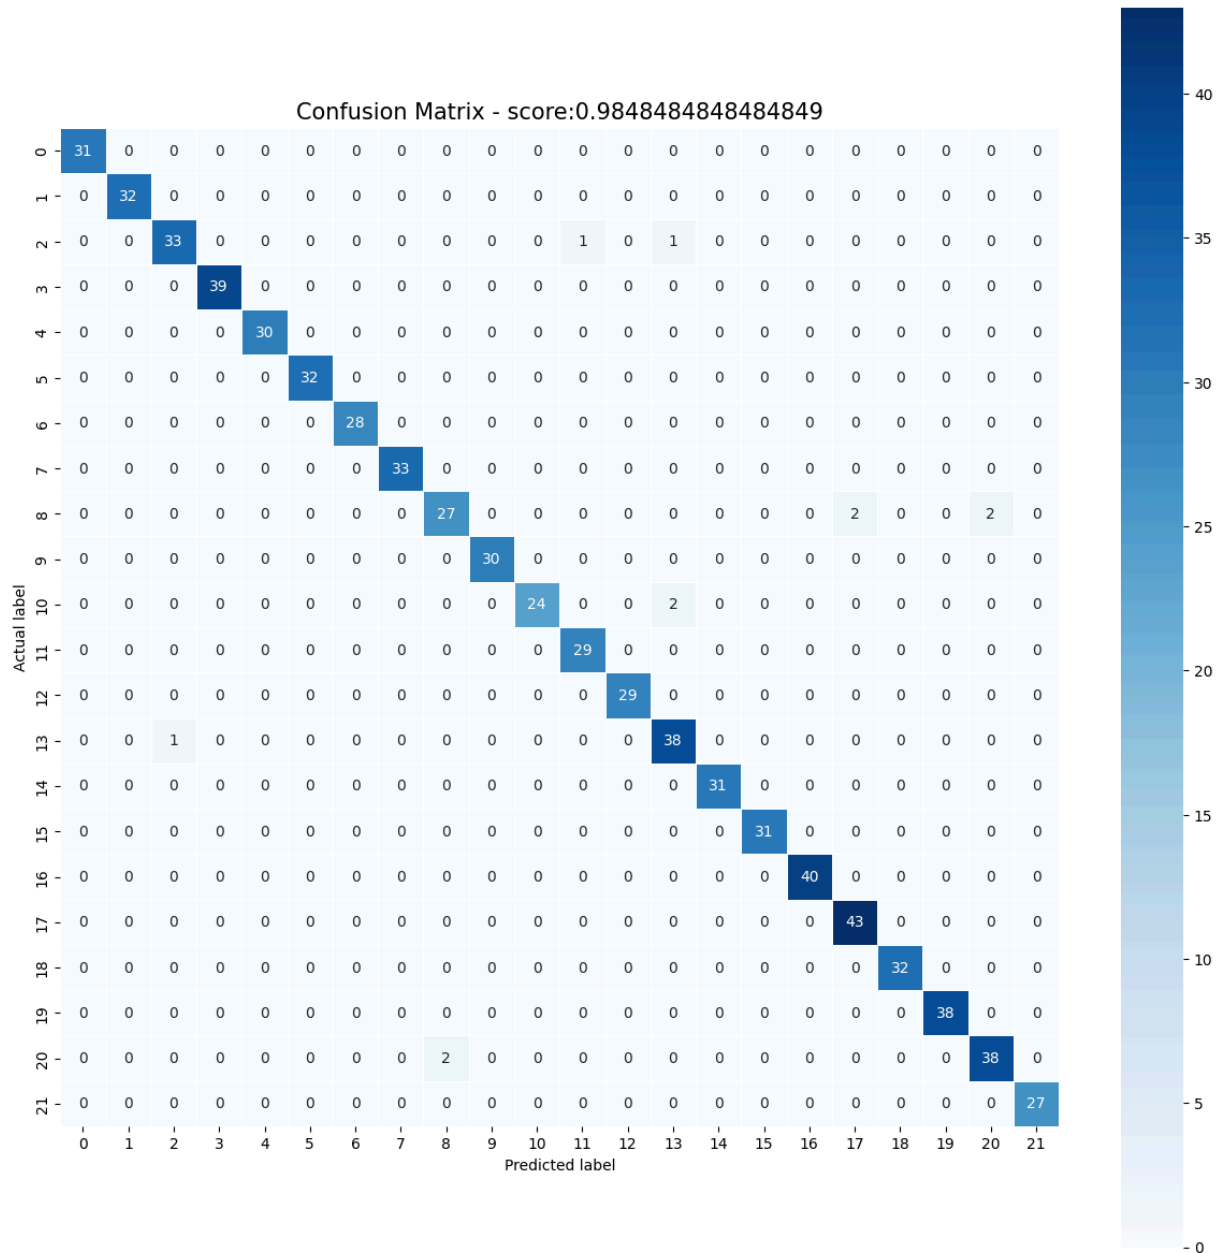 Confusion Matrix - score:0.9848484848484849
0 31 0 0 0 0 0 0 0 0 0 0 0 0 0 0 0 0 0 0 0 0 0
1 0 32 0 0 0 0 0 0 0 0 0 0 0 0 0 0 0 0 0 0 0 0
2 0 0 33 0 0 0 0 0 0 0 0 1 0 1 0 0 0 0 0 0 0 0
3 0 0 0 39 0 0 0 0 0 0 0 0 0 0 0 0 0 0 0 0 0 0
4 0 0 0 0 30 0 0 0 0 0 0 0 0 0 0 0 0 0 0 0 0 0
5 0 0 0 0 0 32 0 0 0 0 0 0 0 0 0 0 0 0 0 0 0 0
6 0 0 0 0 0 0 28 0 0 0 0 0 0 0 0 0 0 0 0 0 0 0
7 0 0 0 0 0 0 0 33 0 0 0 0 0 0 0 0 0 0 0 0 0 0
8 0 0 0 0 0 0 0 0 27 0 0 0 0 0 0 0 0 2 0 0 2 0
9 0 0 0 0 0 0 0 0 0 30 0 0 0 0 0 0 0 0 0 0 0 0
10 0 0 0 0 0 0 0 0 0 0 24 0 0 2 0 0 0 0 0 0 0 0
11 0 0 0 0 0 0 0 0 0 0 0 29 0 0 0 0 0 0 0 0 0 0
12 0 0 0 0 0 0 0 0 0 0 0 0 29 0 0 0 0 0 0 0 0 0
13 0 0 1 0 0 0 0 0 0 0 0 0 0 38 0 0 0 0 0 0 0 0
14 0 0 0 0 0 0 0 0 0 0 0 0 0 0 31 0 0 0 0 0 0 0
15 0 0 0 0 0 0 0 0 0 0 0 0 0 0 0 31 0 0 0 0 0 0
16 0 0 0 0 0 0 0 0 0 0 0 0 0 0 0 0 40 0 0 0 0 0
17 0 0 0 0 0 0 0 0 0 0 0 0 0 0 0 0 0 43 0 0 0 0
18 0 0 0 0 0 0 0 0 0 0 0 0 0 0 0 0 0 0 32 0 0 0
19 0 0 0 0 0 0 0 0 0 0 0 0 0 0 0 0 0 0 0 38 0 0
20 0 0 0 0 0 0 0 0 2 0 0 0 0 0 0 0 0 0 0 0 38 0
21 0 0 0 0 0 0 0 0 0 0 0 0 0 0 0 0 0 0 0 0 0 27
0 1 2 3 4 5 6 7 8 9 10 11 12 13 14 15 16 17 18 19 20 21
Predicted label
Actual label
40
35
30
25
20
15
10
5
0